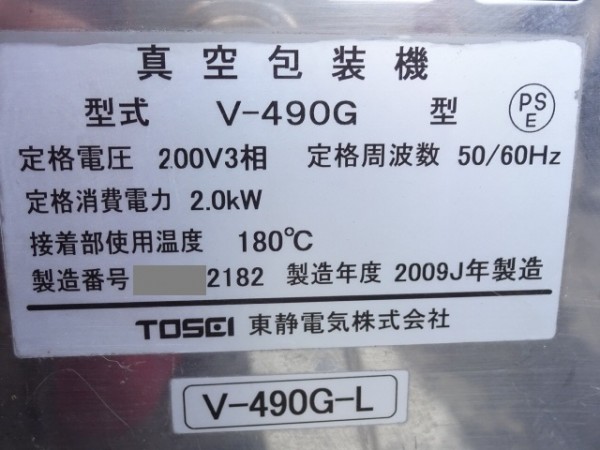 真空包装機
型式 V-490G 型 PSE
定格電圧 200V3相 定格周波数 50/60Hz
定格消費電力 2.0kW
接着部使用温度 180℃
製造番号 2182 製造年度 2009J年製造
TOSEI 東静電気株式会社
V-490G-L